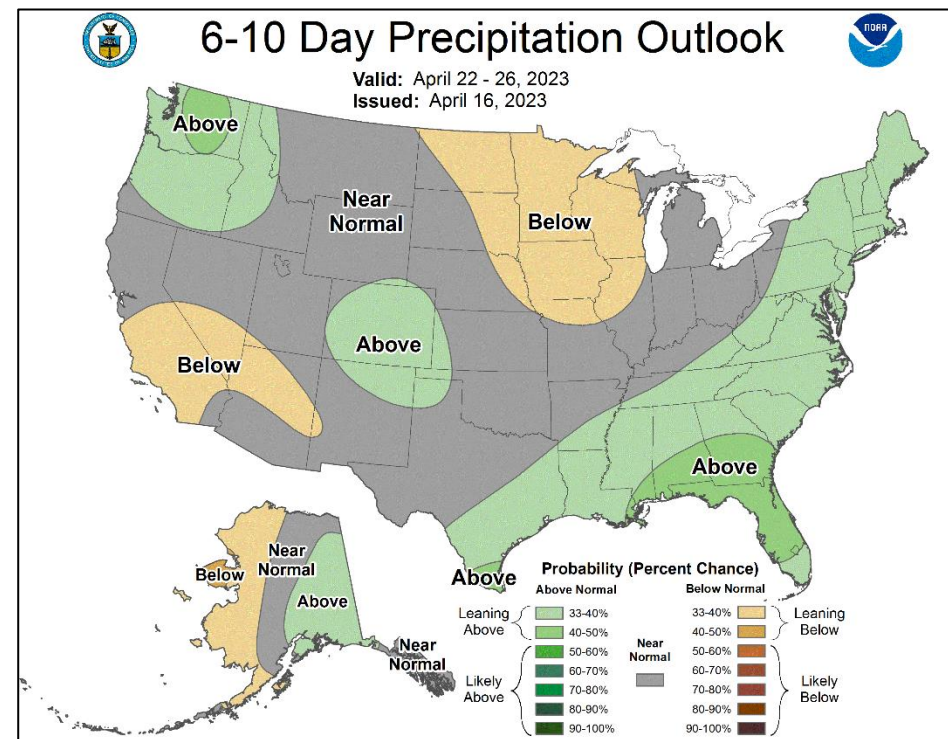 6-10 Day Precipitation Outlook
NOAA
Valid: April 22 - 26, 2023
Issued: April 16, 2023
Above
Near
Normal
Below
Above
Below
Above
Above
Near
Normal
Below
Above
Near
Normal
Probability (Percent Chance)
Above Normal
Below Normal
Leaning
Above
33-40%
40-50%
33-40%
40-50%
Leaning
Below
Near
Normal
Likely
Above
50-60%
60-70%
70-80%
80-90%
90-100%
50-60%
60-70%
70-80%
80-90%
90-100%
Likely
Below